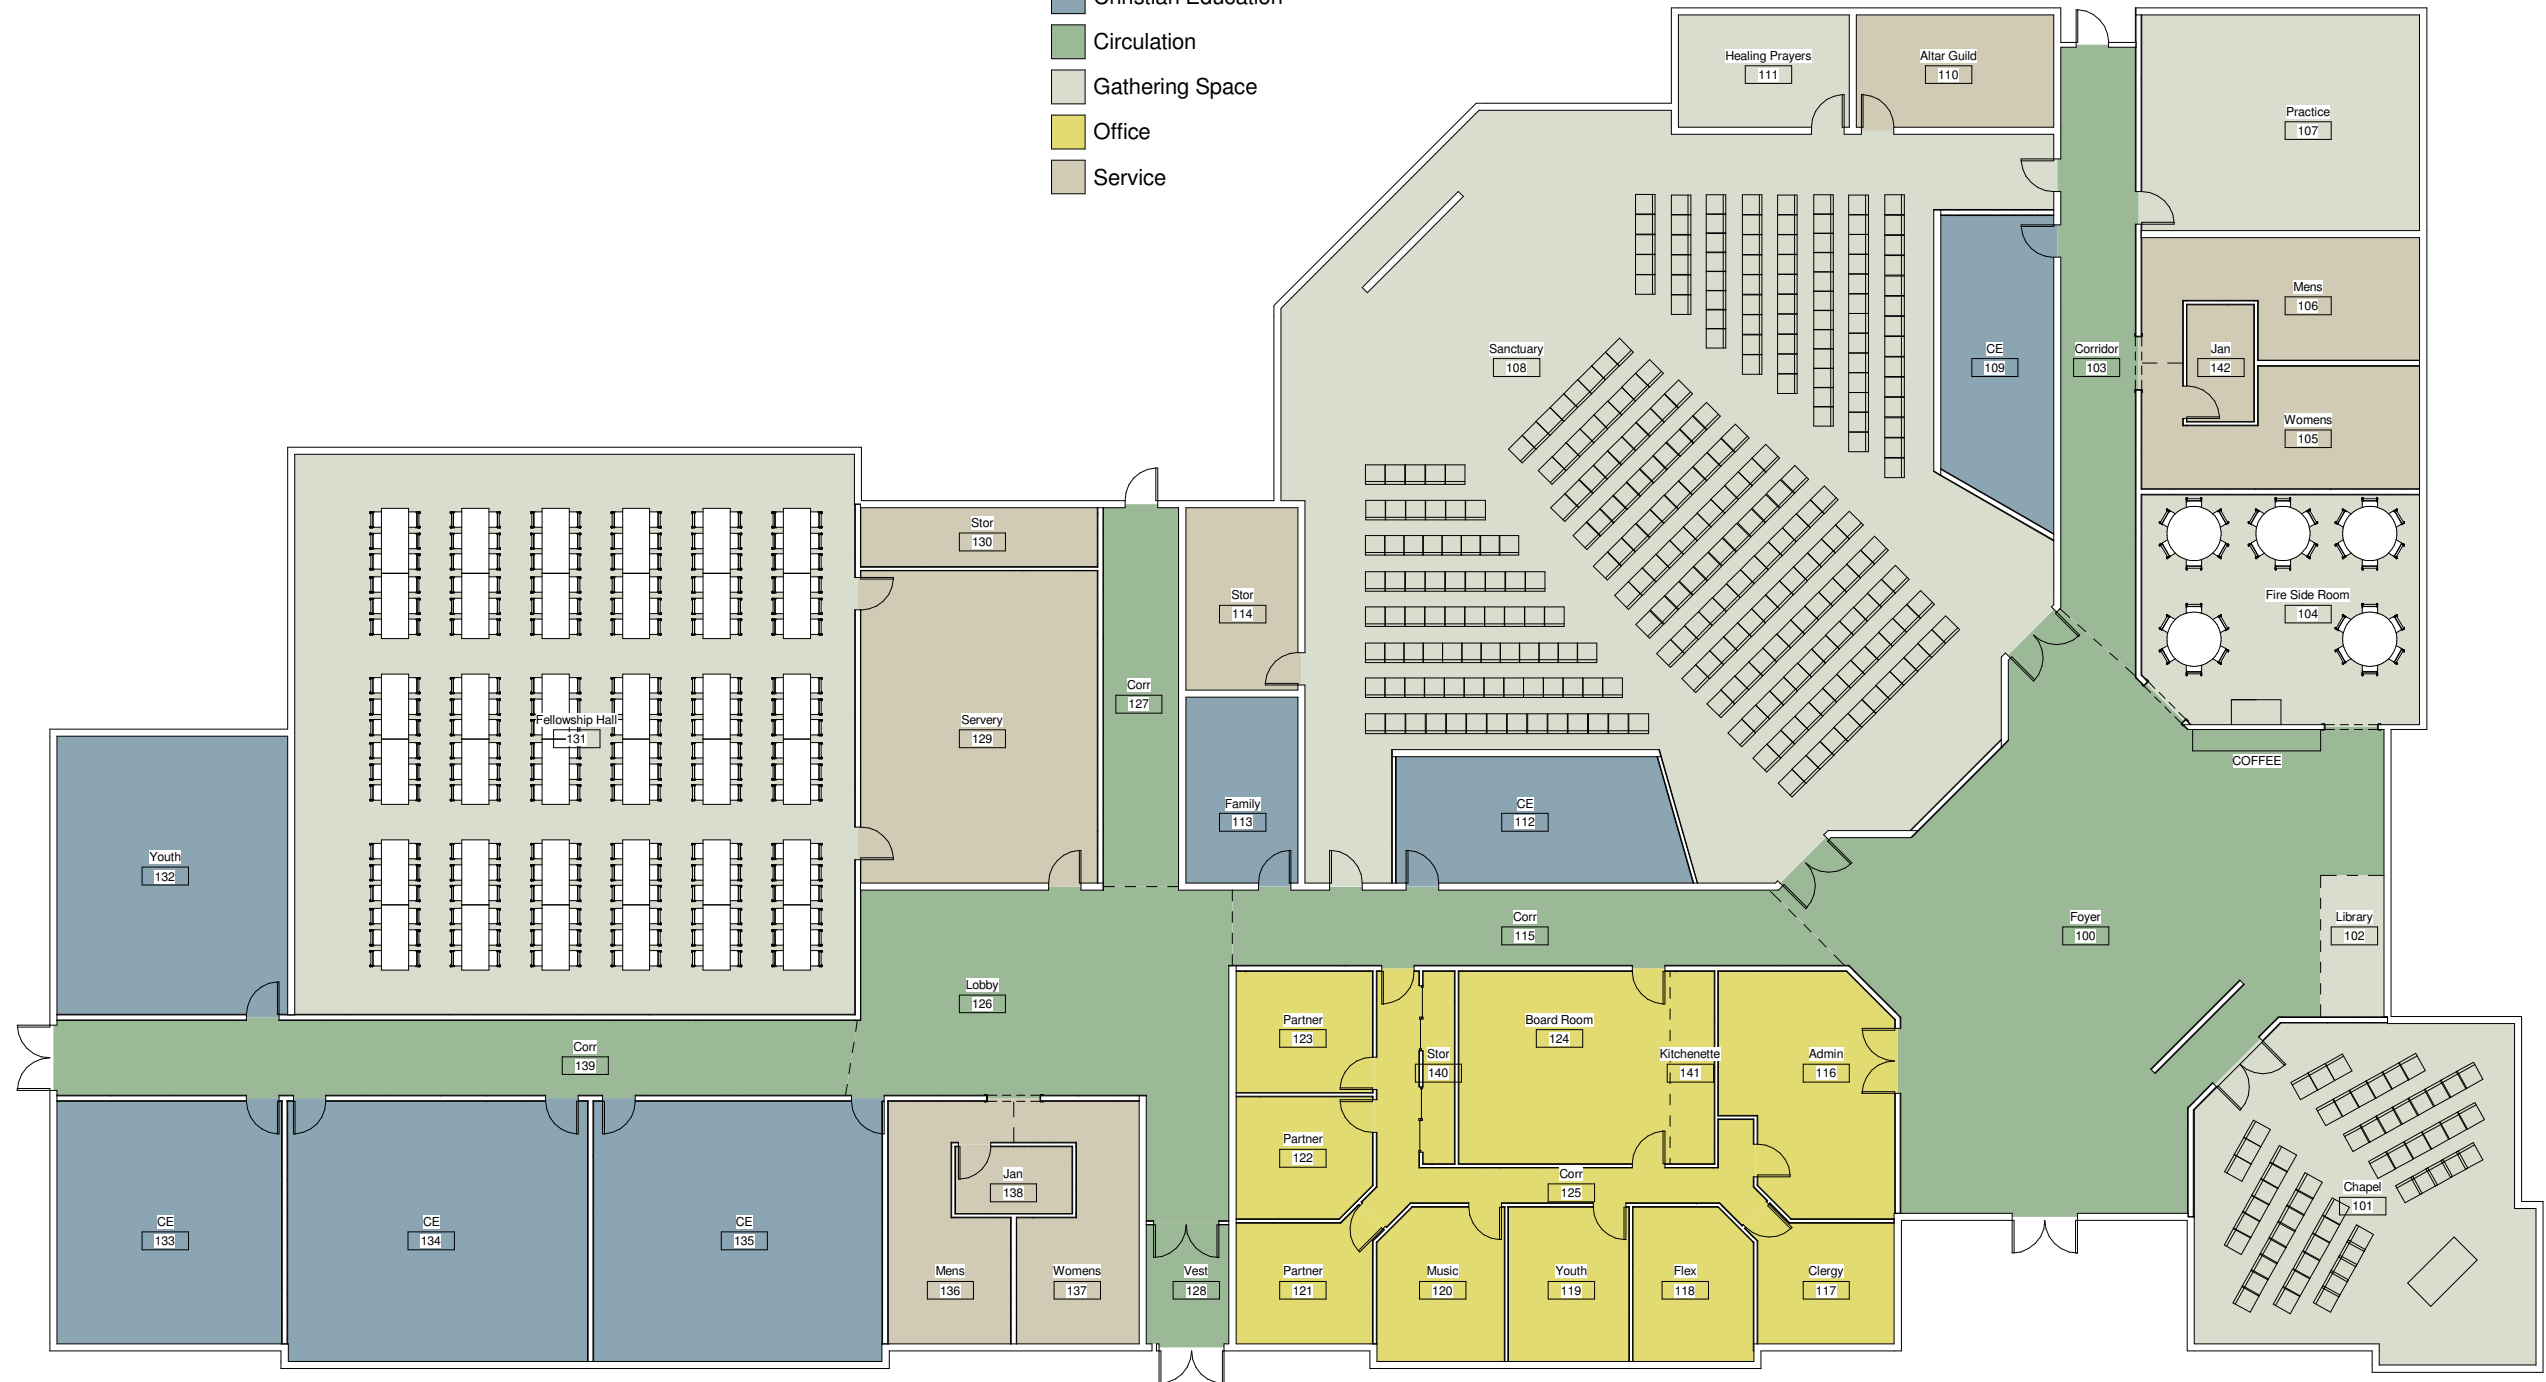 Christian Education
Circulation
Gathering Space
Office
Service
Healing Prayers
111
Altar Guild
110
Practice
107
Mens
106
Sanctuary
108
CE
109
Corridor
103
Jan
142
Womens
105
Stor
130
Stor
114
Fire Side Room
104
Corr
127
Fellowship Hall
131
Servery
129
COFFEE
Family
113
CE
112
Youth
132
Corr
115
Foyer
100
Library
102
Lobby
126
Partner
123
Board Room
124
Corr
139
Stor
140
Kitchenette
141
Admin
116
Partner
122
Jan
138
Corr
125
Chapel
101
CE
133
CE
134
CE
135
Mens
136
Womens
137
Vest
128
Partner
121
Music
120
Youth
119
Flex
118
Clergy
117